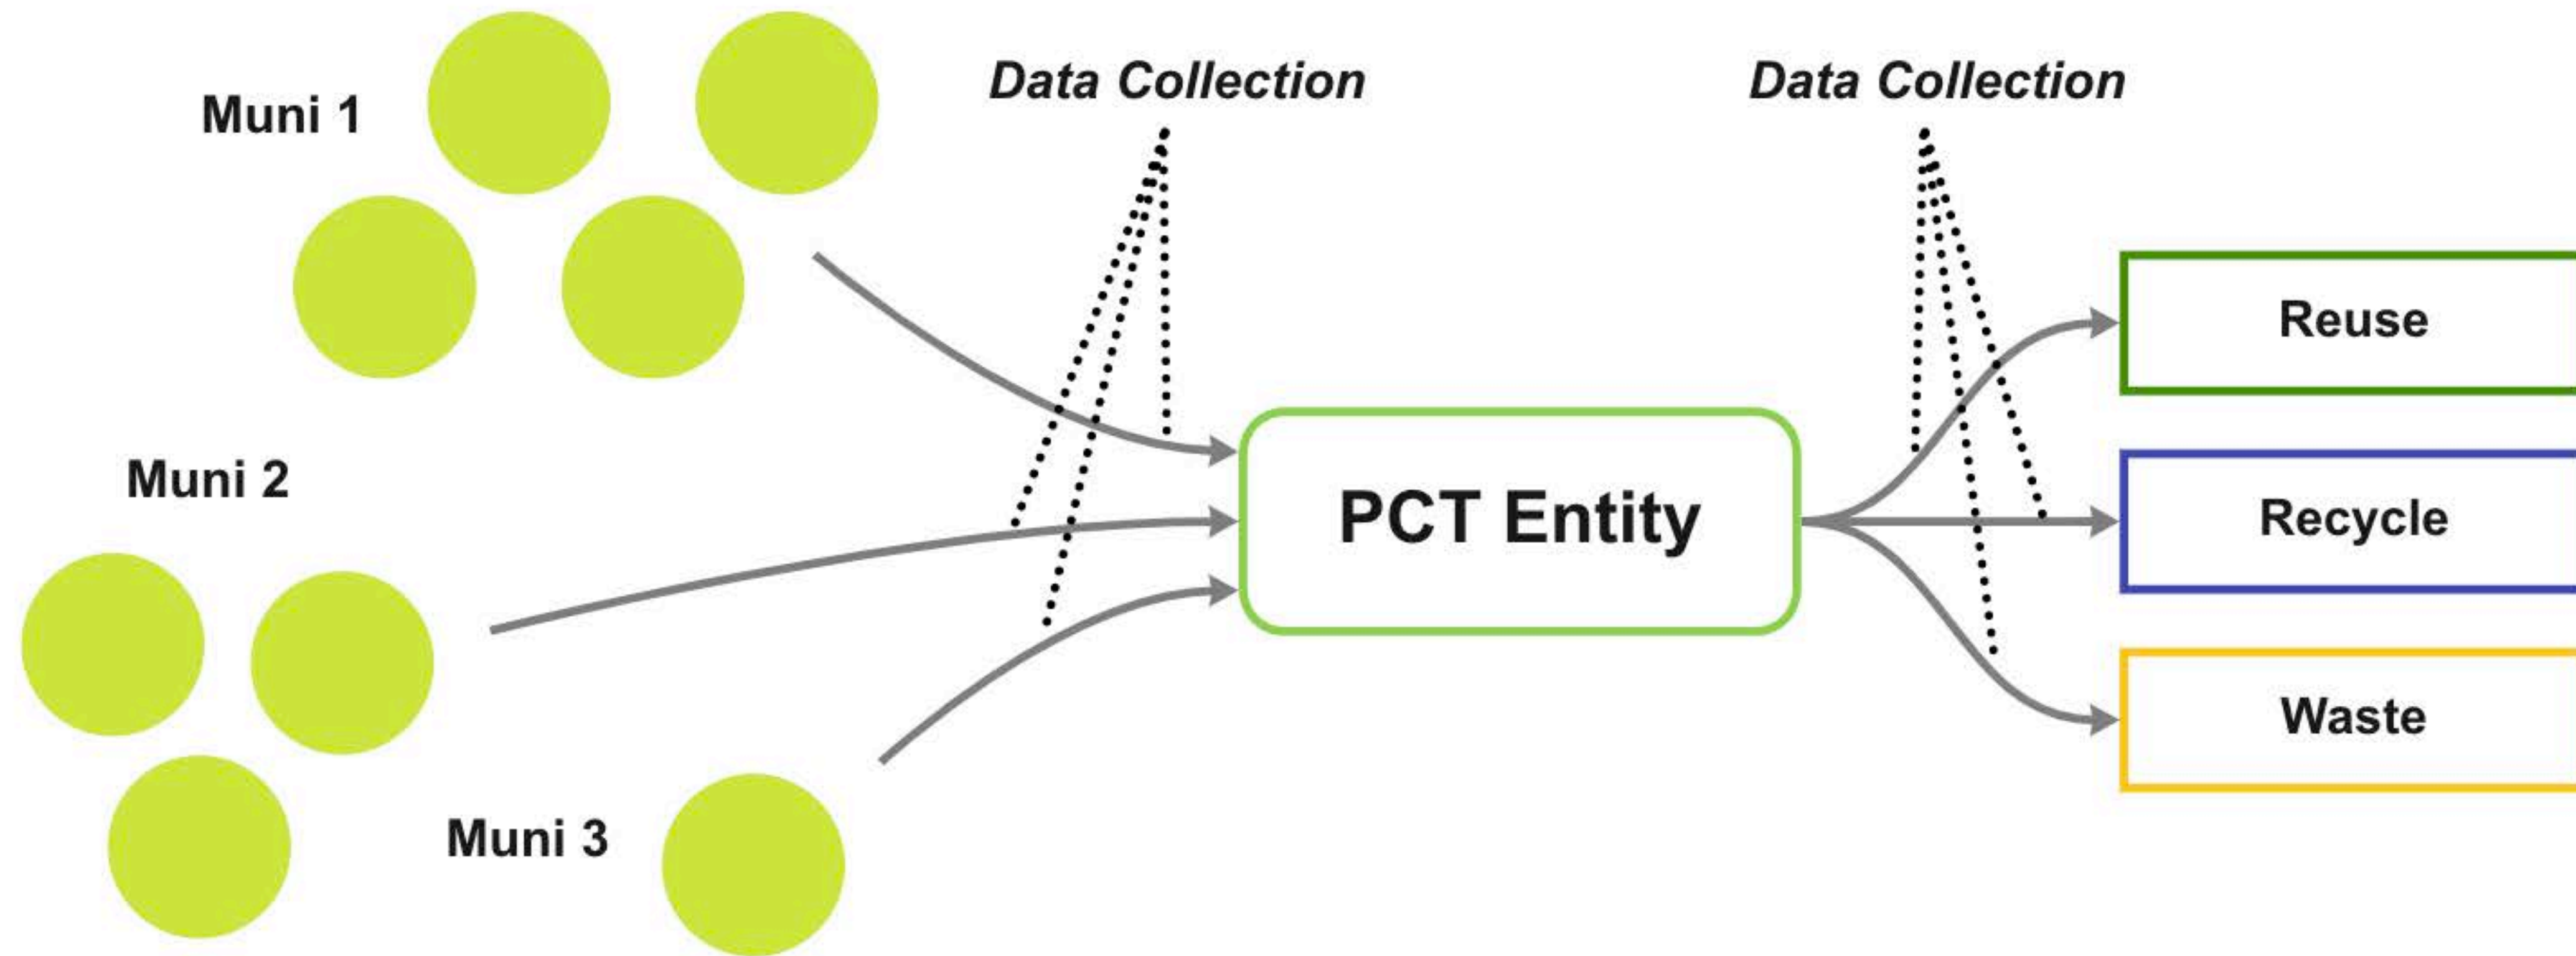 Muni 1
Data Collection
Data Collection
Reuse
Muni 2
PCT Entity
Recycle
Waste
Muni 3